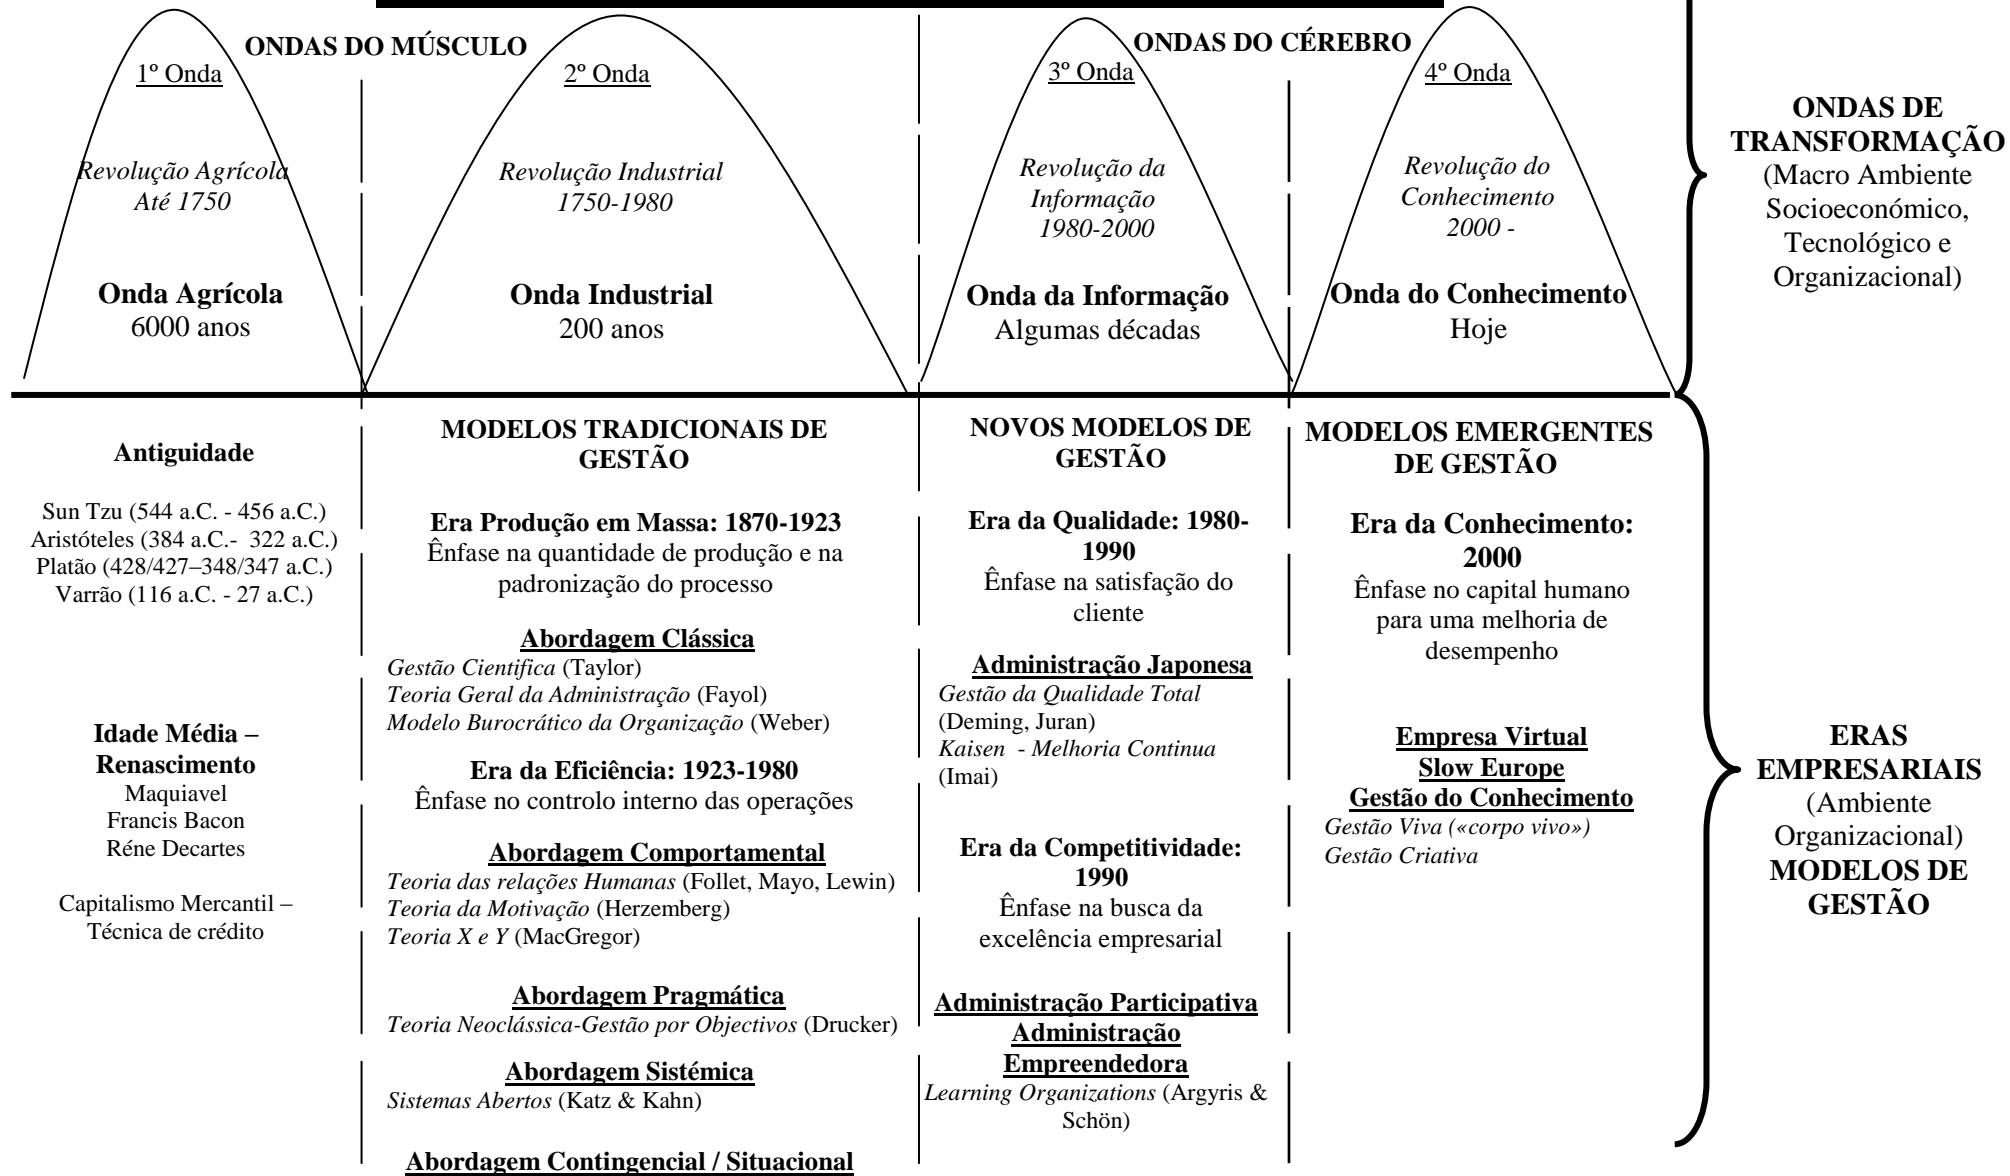 ONDAS DO MÚSCULO
ONDAS DO CÉREBRO
1º Onda
Revolução Agrícola
Até 1750
Onda Agrícola
6000 anos
2º Onda
Revolução Industrial
1750-1980
Onda Industrial
200 anos
3º Onda
Revolução da
Informação
1980-2000
Onda da Informação
Algumas décadas
4º Onda
Revolução do
Conhecimento
2000 -
Onda do Conhecimento
Hoje
ONDAS DE
TRANSFORMAÇÃO
(Macro Ambiente
Socioeconómico,
Tecnológico e
Organizacional)
Antiguidade
Sun Tzu (544 a.C. - 456 a.C.)
Aristóteles (384 a.C.- 322 a.C.)
Platão (428/427–348/347 a.C.)
Varrão (116 a.C. - 27 a.C.)
Idade Média –
Renascimento
Maquiavel
Francis Bacon
Réne Decartes
Capitalismo Mercantil –
Técnica de crédito
MODELOS TRADICIONAIS DE
GESTÃO
Era Produção em Massa: 1870-1923
Ênfase na quantidade de produção e na
padronização do processo
Abordagem Clássica
Gestão Cientifica (Taylor)
Teoria Geral da Administração (Fayol)
Modelo Burocrático da Organização (Weber)
Era da Eficiência: 1923-1980
Ênfase no controlo interno das operações
Abordagem Comportamental
Teoria das relações Humanas (Follet, Mayo, Lewin)
Teoria da Motivação (Herzemberg)
Teoria X e Y (MacGregor)
Abordagem Pragmática
Teoria Neoclássica-Gestão por Objectivos (Drucker)
Abordagem Sistémica
Sistemas Abertos (Katz & Kahn)
Abordagem Contingencial / Situacional
NOVOS MODELOS DE
GESTÃO
Era da Qualidade: 1980-
1990
Ênfase na satisfação do
cliente
Administração Japonesa
Gestão da Qualidade Total
(Deming, Juran)
Kaisen - Melhoria Continua
(Imai)
Era da Competitividade:
1990
Ênfase na busca da
excelência empresarial
Administração Participativa
Administração
Empreendedora
Learning Organizations (Argyris &
Schön)
MODELOS EMERGENTES
DE GESTÃO
Era da Conhecimento:
2000
Ênfase no capital humano
para uma melhoria de
desempenho
Empresa Virtual
Slow Europe
Gestão do Conhecimento
Gestão Viva («corpo vivo»)
Gestão Criativa
ERAS
EMPRESARIAIS
(Ambiente
Organizacional)
MODELOS DE
GESTÃO